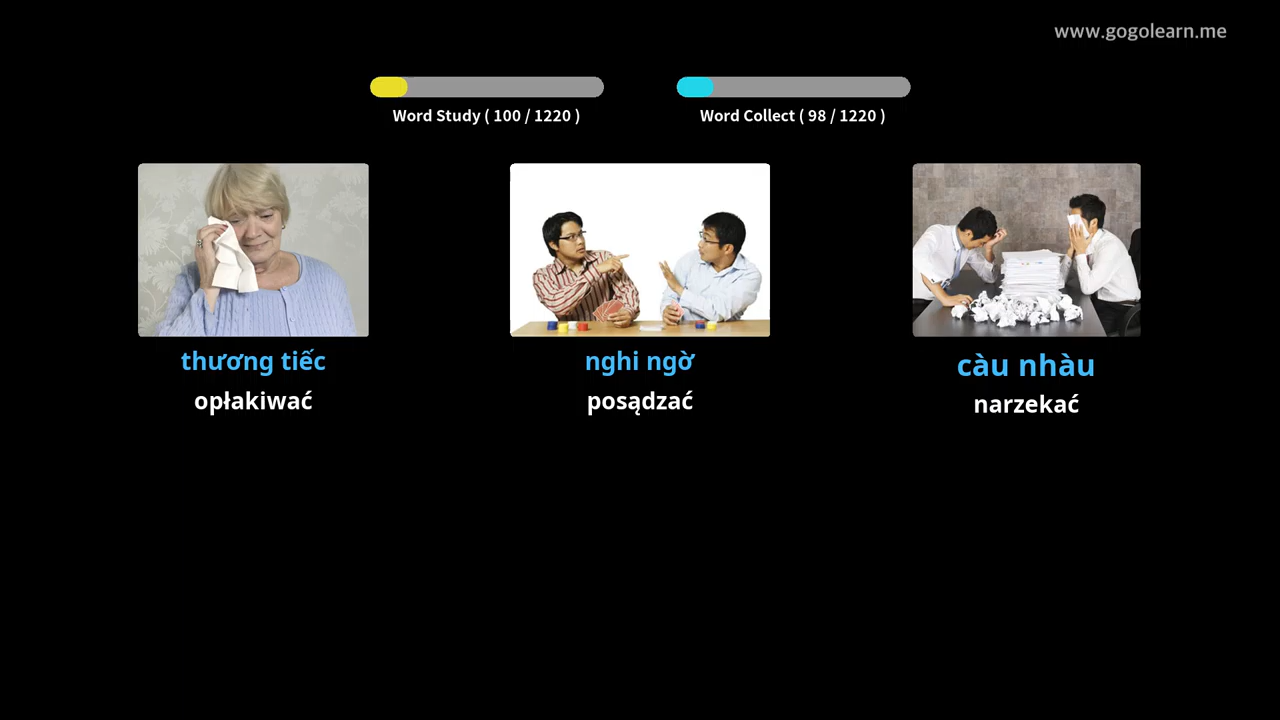 www.gogolearn.me
Word Study ( 100 / 1220 )
Word Collect ( 98 / 1220 )
thương tiếc
opłakiwać
nghi ngờ
posądzać
càu nhàu
narzekać